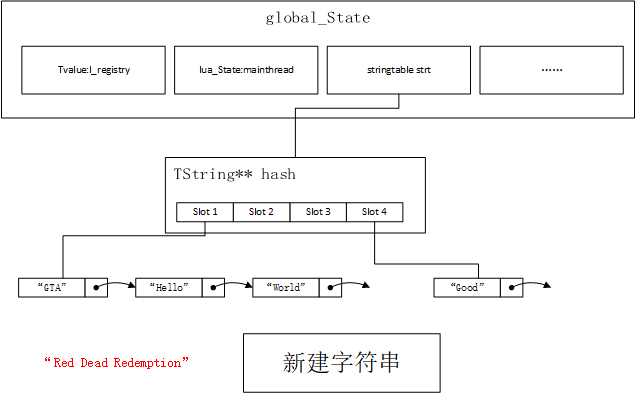 global_State
Tvalue:l_registry
lua_State:mainthread
stringtable strt
……
TString** hash
Slot 1
Slot 2
Slot 3
Slot 4
“GTA”
“Hello”
“World”
“Good”
“Red Dead Redemption”
新建字符串